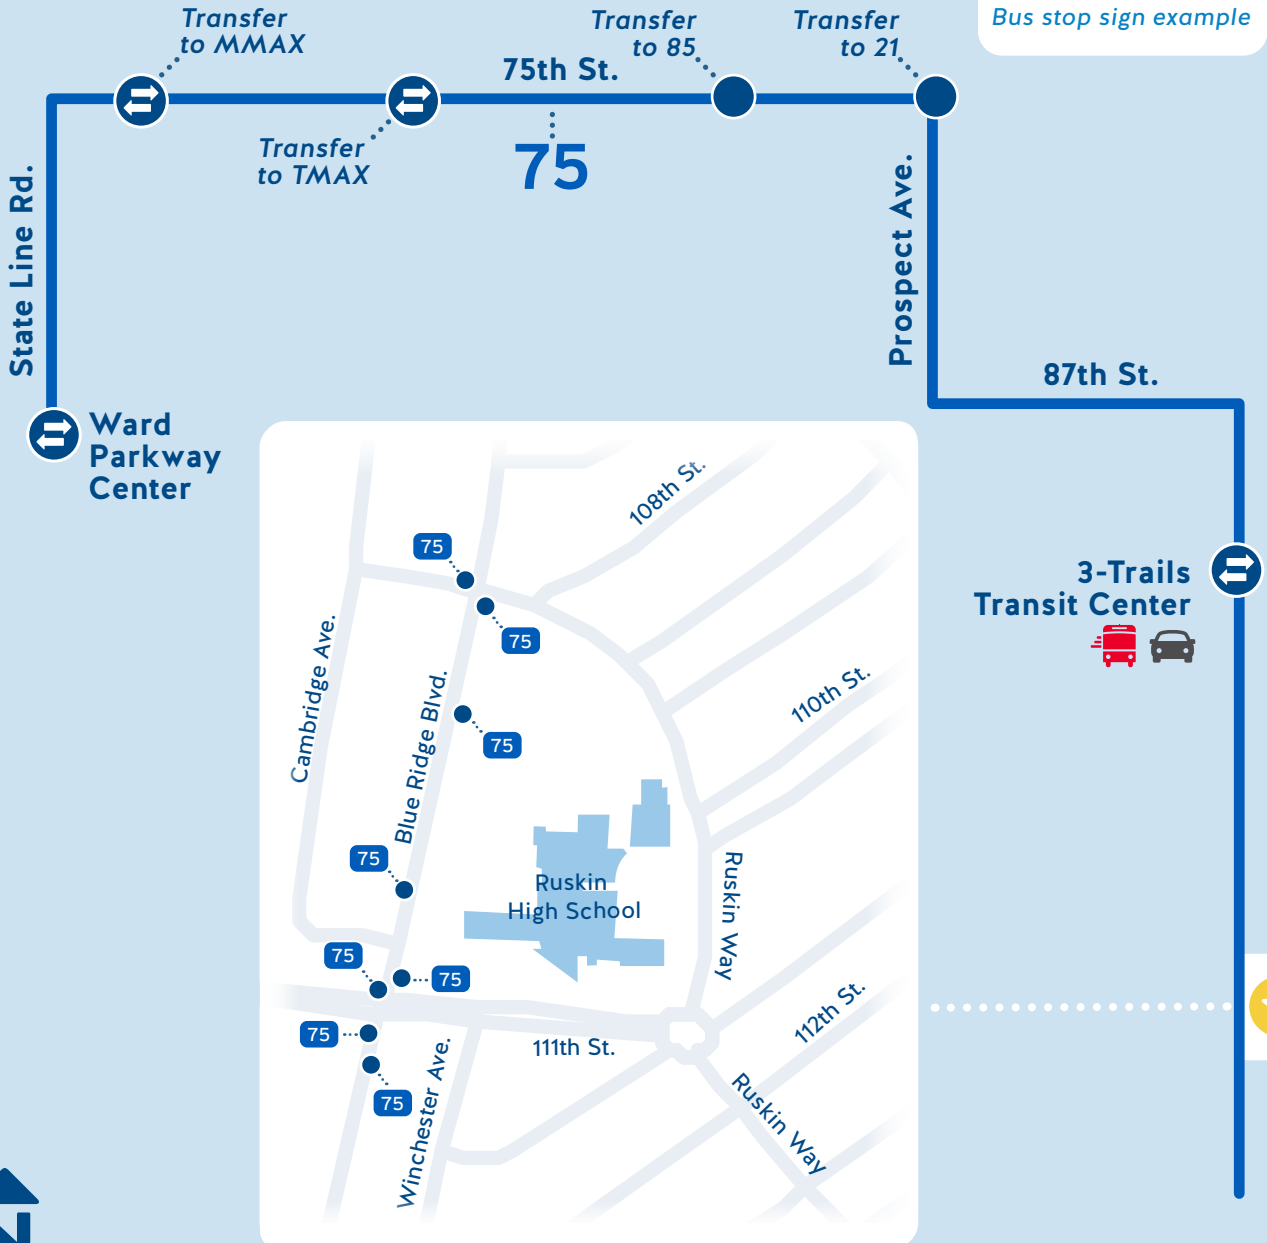 Transfer
to MMAX
Transfer
to 85
Transfer
to 21
Bus stop sign example
75th St.
Transfer
to TMAX
75
State Line Rd.
Prospect Ave.
87th St.
Ward
Parkway
Center
3-Trails
Transit Center
108th St.
75
75
Cambridge Ave.
Blue Ridge Blvd.
75
110th St.
75
Ruskin
High School
Ruskin Way
75
75
75
111th St.
112th St.
75
Winchester Ave.
Ruskin Way